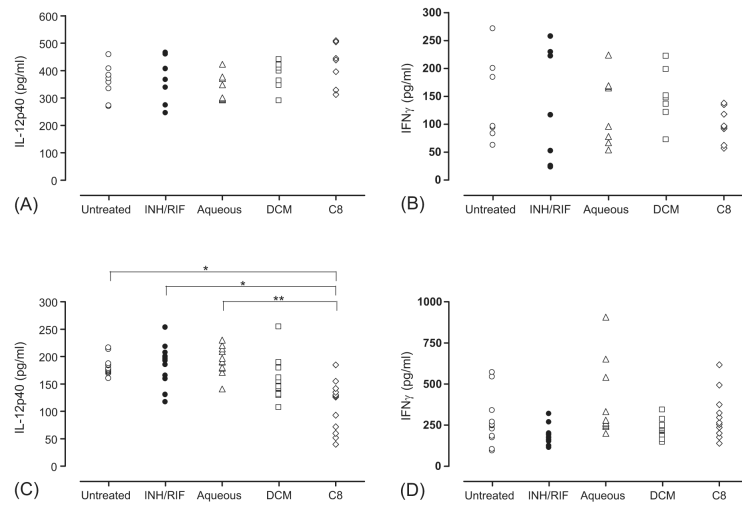 IL-12p40 (pg/ml)
600
500
400
300
200
100
0
(A)
Untreated INH/RIF Aqueous DCM C8
IFNγ (pg/ml)
300
250
200
150
100
50
0
(B)
Untreated INH/RIF Aqueous DCM C8
*
*
**
IL-12p40 (pg/ml)
300
250
200
150
100
50
0
(C)
Untreated INH/RIF Aqueous DCM C8
IFNγ (pg/ml)
1000
750
500
250
0
(D)
Untreated INH/RIF Aqueous DCM C8